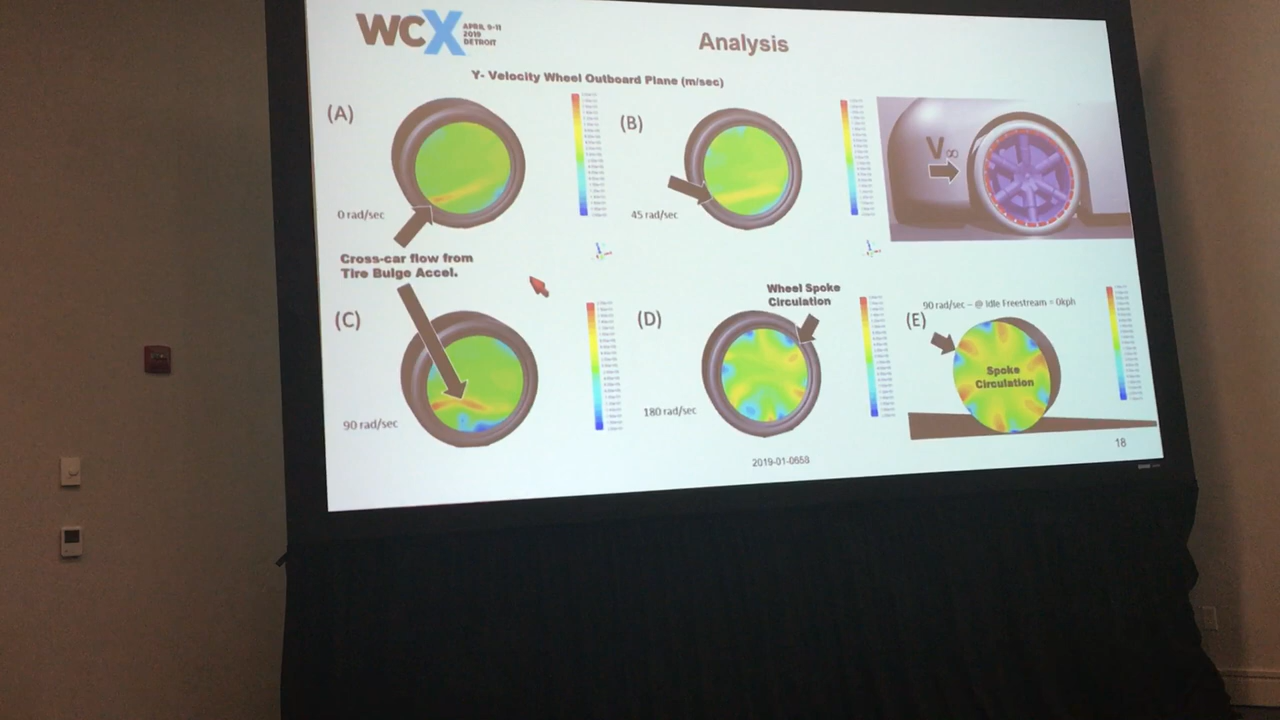 WCX
APRIL 9-11
2019
DETROIT
Analysis
Y- Velocity Wheel Outboard Plane (m/sec)
(A)
0 rad/sec
(B)
45 rad/sec
V∞
Cross-car flow from
Tire Bulge Accel.
(C)
90 rad/sec
Wheel Spoke
Circulation
(D)
180 rad/sec
90 rad/sec – @ Idle Freestream = 0kph
(E)
Spoke
Circulation
18
2019-01-0658